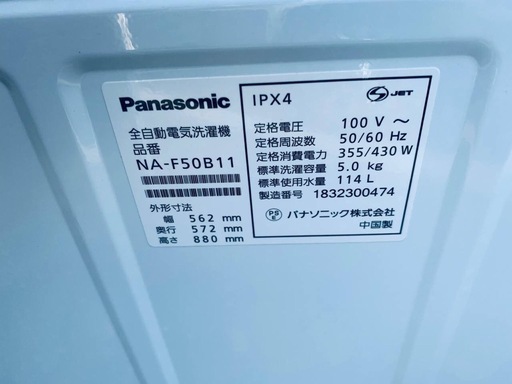 Panasonic
全自動電気洗濯機
品番
NA-F50B11
外形寸法
幅 562 mm
奥行 572 mm
高さ 880 mm
IPX4
S JET
定格電圧 100 V ～
定格周波数 50/60 Hz
定格消費電力 355/430 W
標準洗濯容量 5.0 kg
標準使用水量 114 L
製造番号 1832300474
PS E パナソニック株式会社
中国製